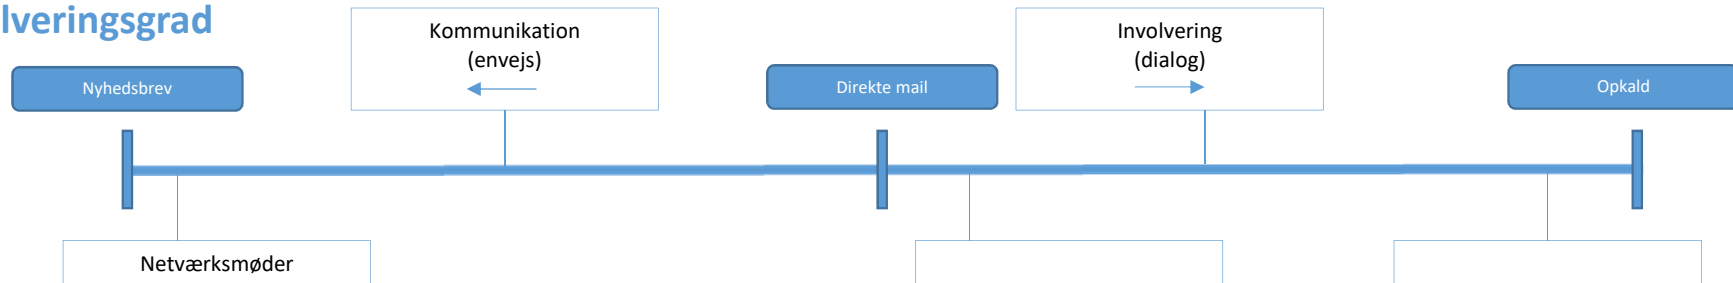 lveringsgrad
Kommunikation
(envejs)
Involvering
(dialog)
Nyhedsbrev
Direkte mail
Opkald
Netværksmøder